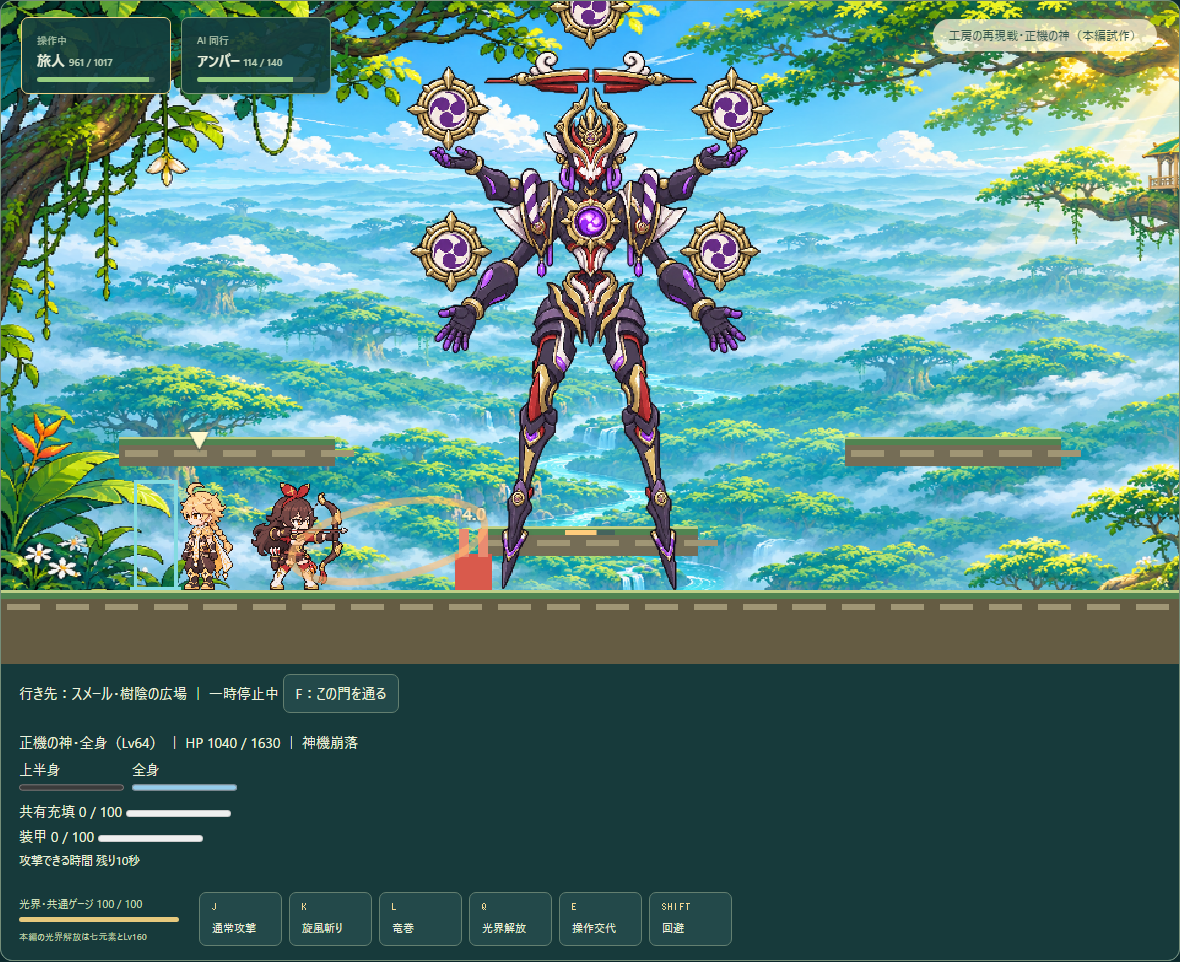 操作中
旅人 961 / 1017
AI 同行
アンバー 114 / 140
工房の再現戦・正機の神（本編試作）
4.0
行き先：スメール・樹陰の広場 ｜ 一時停止中 F：この門を通る
正機の神・全身（Lv64） ｜ HP 1040 / 1630 ｜ 神機崩落
上半身 全身
共有充填 0 / 100
装甲 0 / 100
攻撃できる時間 残り10秒
光界・共通ゲージ 100 / 100
本編の光界解放は七元素とLv160
J
通常攻撃
K
旋風斬り
L
竜巻
Q
光界解放
E
操作交代
SHIFT
回避